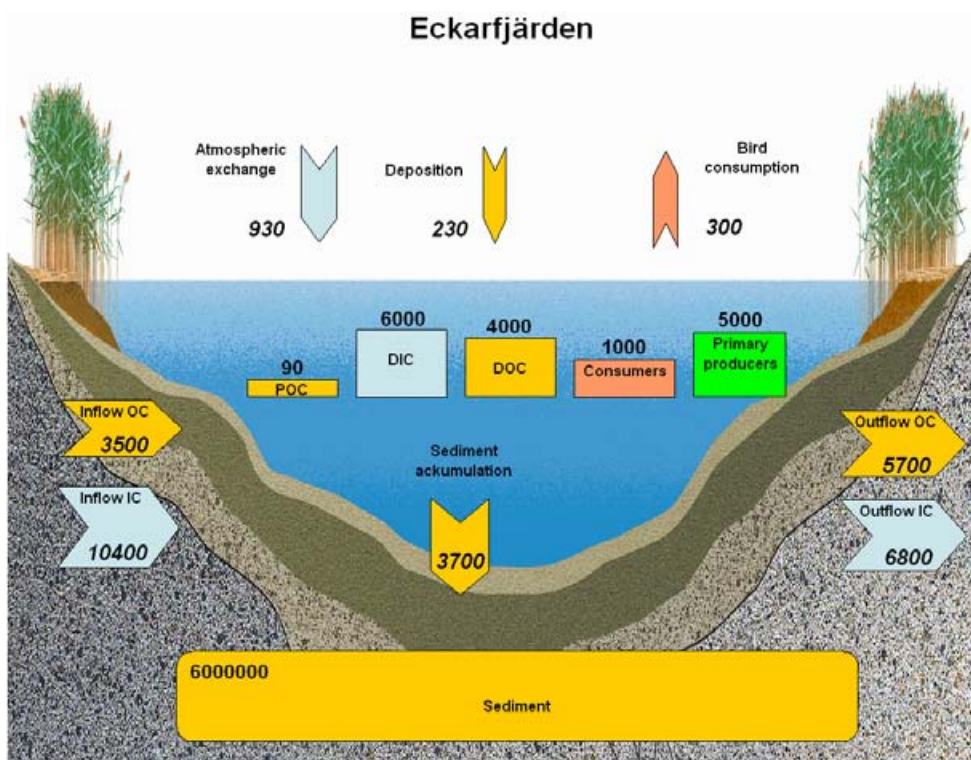 Eckarfjärden
Atmospheric
exchange
930
Deposition
230
Bird
consumption
300
90
POC
6000
DIC
4000
DOC
1000
Consumers
5000
Primary
producers
Inflow OC
3500
Inflow IC
10400
Sediment
ackumulation
3700
Outflow OC
5700
Outflow IC
6800
6000000
Sediment